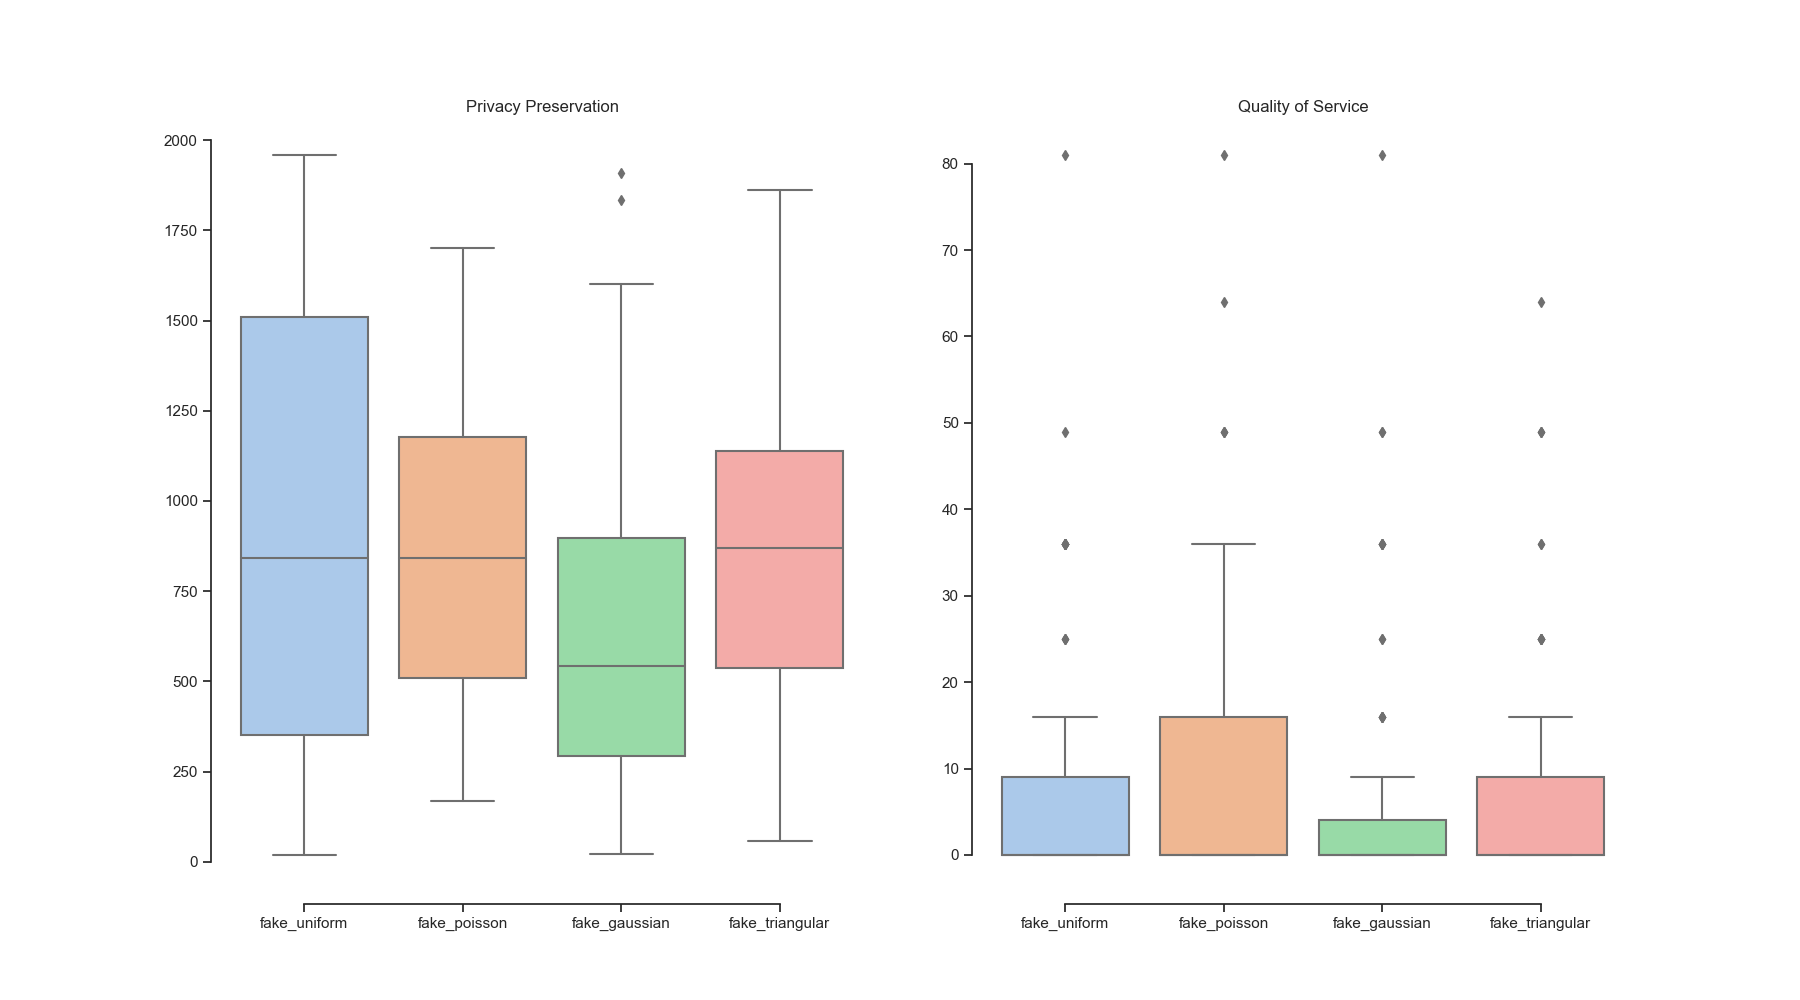 Privacy Preservation
2000
1750
1500
1250
1000
750
500
250
0
fake_uniform
fake_poisson
fake_gaussian
fake_triangular
Quality of Service
80
70
60
50
40
30
20
10
0
fake_uniform
fake_poisson
fake_gaussian
fake_triangular